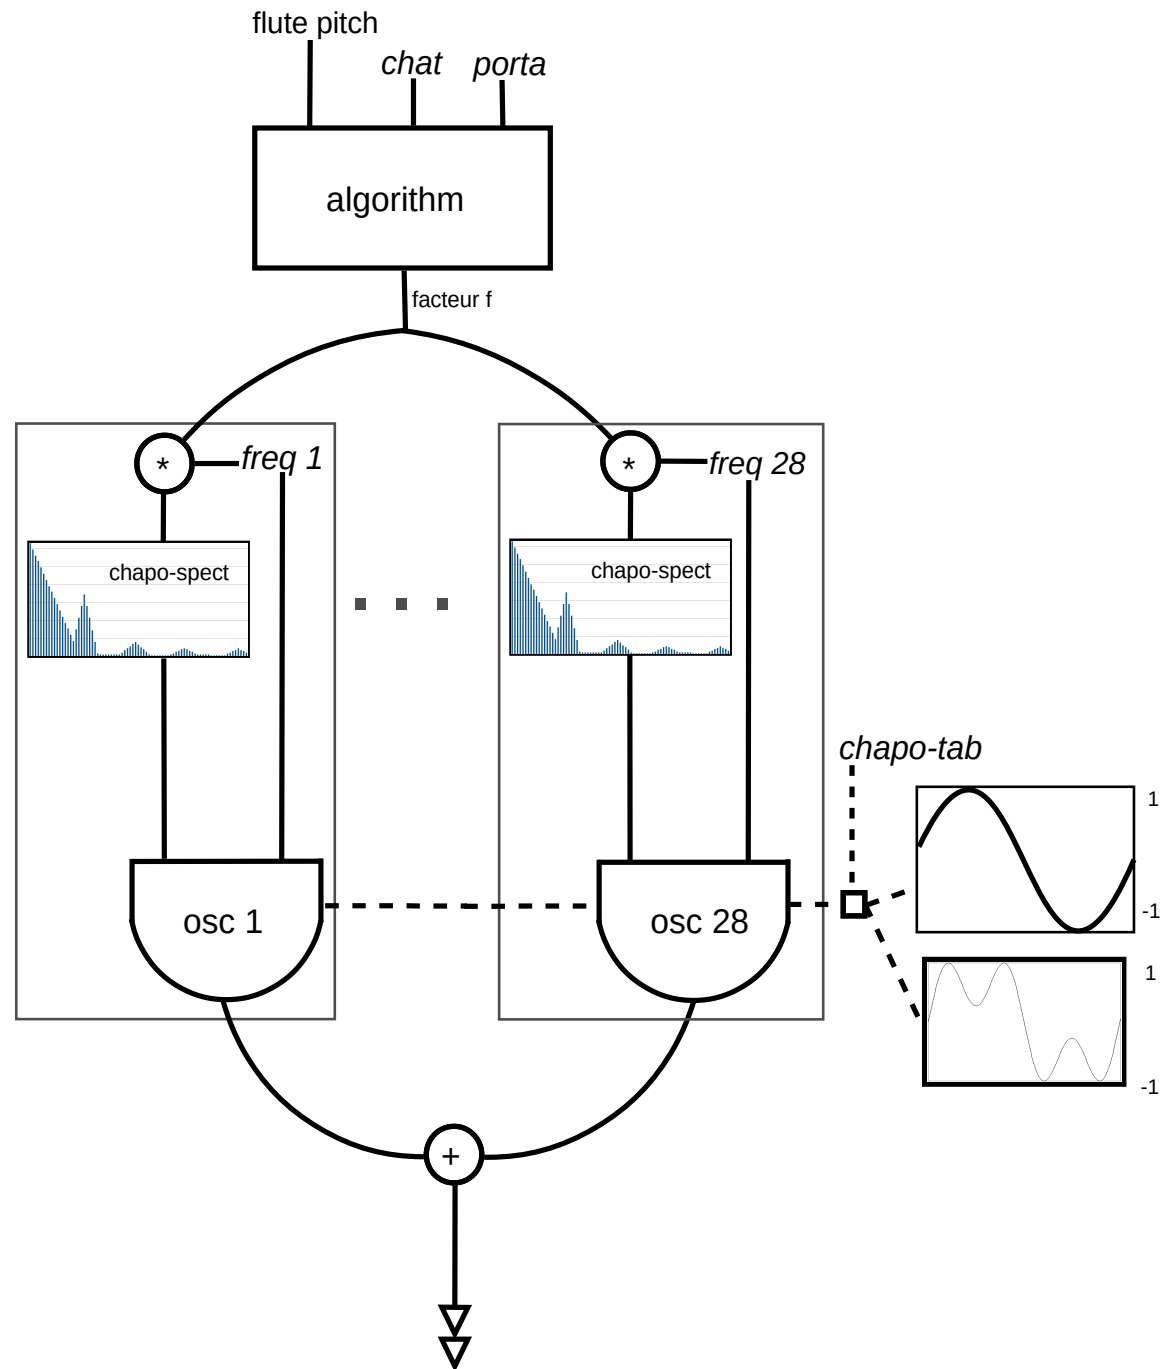 flute pitch
chat
porta
algorithm
facteur f
*
freq 1
*
freq 28
chapo-spect
chapo-spect
chapo-tab
1
-1
osc 1
osc 28
1
-1
+